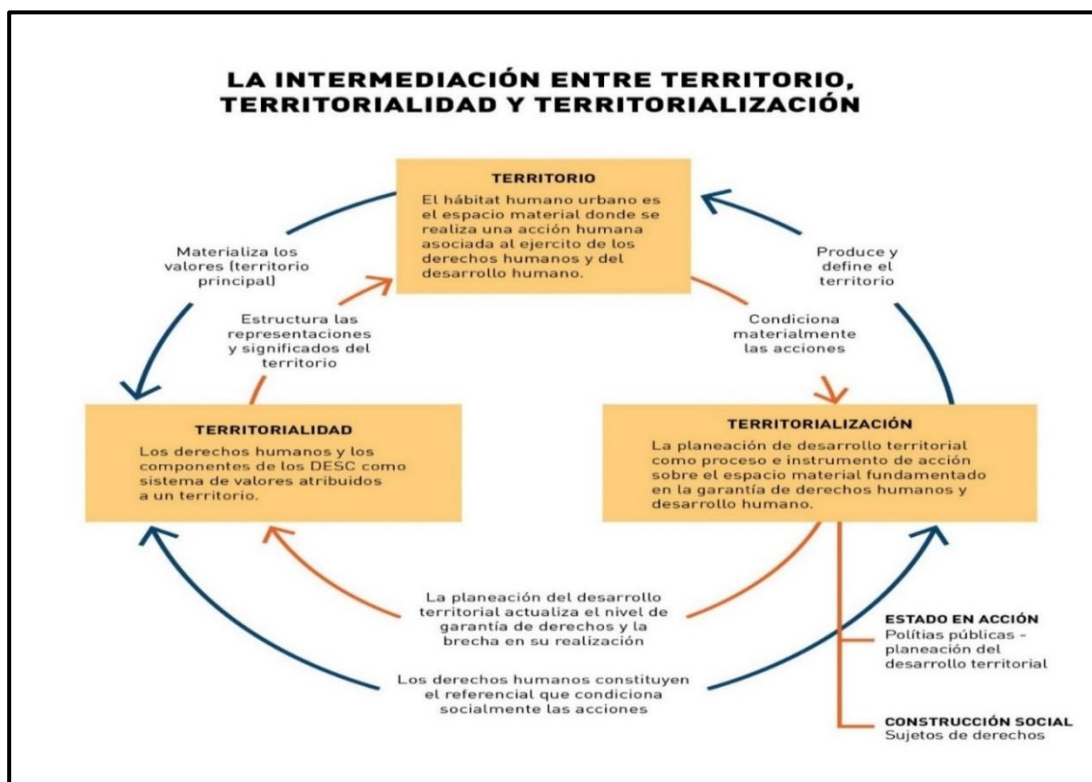 LA INTERMEDIACIÓN ENTRE TERRITORIO,
TERRITORIALIDAD Y TERRITORIALIZACIÓN
TERRITORIO
El hábitat humano urbano es
el espacio material donde se
realiza una acción humana
asociada al ejercito de los
derechos humanos y del
desarrollo humano.
Materializa los
valores (territorio
principal)
Produce y
define el
territorio
Estructura las
representaciones
y significados del
territorio
Condiciona
materialmente
las acciones
TERRITORIALIDAD
Los derechos humanos y los
componentes de los DESC como
sistema de valores atribuidos
a un territorio.
TERRITORIALIZACIÓN
La planeación de desarrollo territorial
como proceso e instrumento de acción
sobre el espacio material fundamentado
en la garantía de derechos humanos y
desarrollo humano.
La planeación del desarrollo
territorial actualiza el nivel de
garantía de derechos y la
brecha en su realización
Los derechos humanos constituyen
el referencial que condiciona
socialmente las acciones
ESTADO EN ACCIÓN
Polítias públicas -
planeación del
desarrollo territorial
CONSTRUCCIÓN SOCIAL
Sujetos de derechos